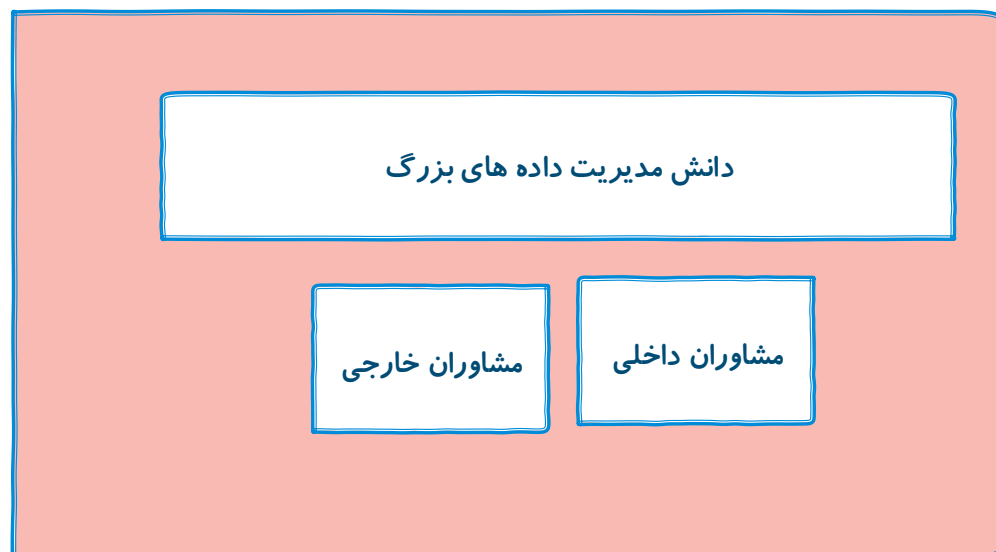 دانش مدیریت داده های بزرگ
مشاوران داخلی
مشاوران خارجی